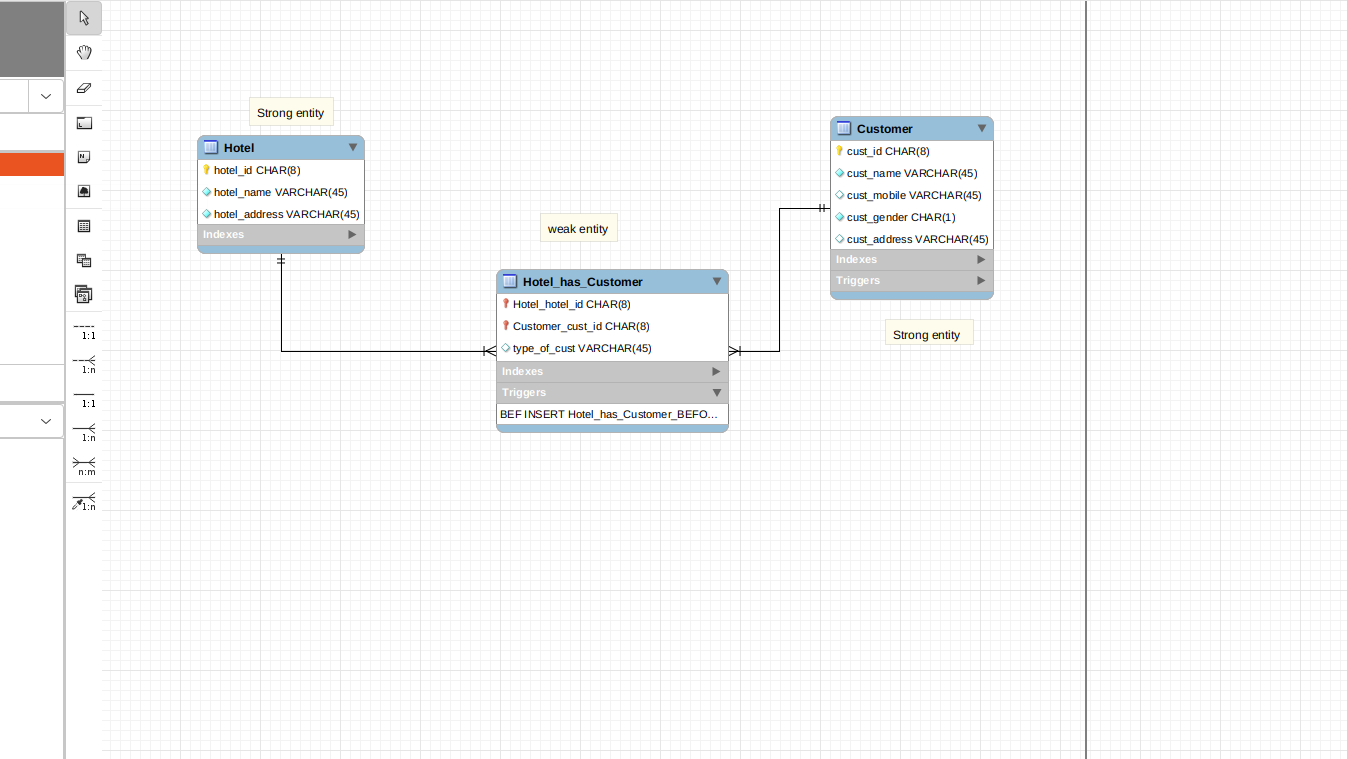 Strong entity
Hotel
hotel_id CHAR(8)
hotel_name VARCHAR(45)
hotel_address VARCHAR(45)
Indexes
weak entity
Hotel_has_Customer
Hotel_hotel_id CHAR(8)
Customer_cust_id CHAR(8)
type_of_cust VARCHAR(45)
Indexes
Triggers
BEF INSERT Hotel_has_Customer_BEFO...
Customer
cust_id CHAR(8)
cust_name VARCHAR(45)
cust_mobile VARCHAR(45)
cust_gender CHAR(1)
cust_address VARCHAR(45)
Indexes
Triggers
Strong entity
1:1
1:n
1:1
1:n
n:m
1:n